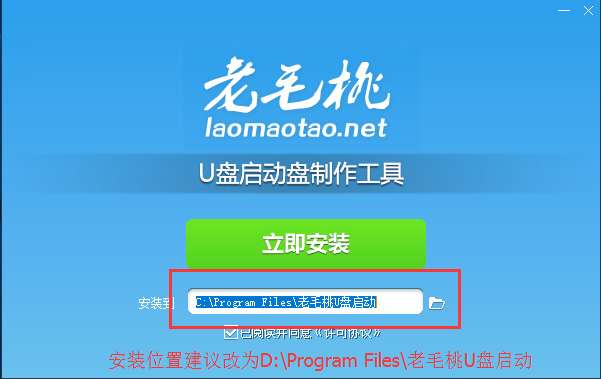 老毛桃
laomaotao.net
U盘启动盘制作工具
立即安装
安装到 C:\Program Files\老毛桃U盘启动
已阅读并同意《许可协议》
安装位置建议改为D:\Program Files\老毛桃U盘启动